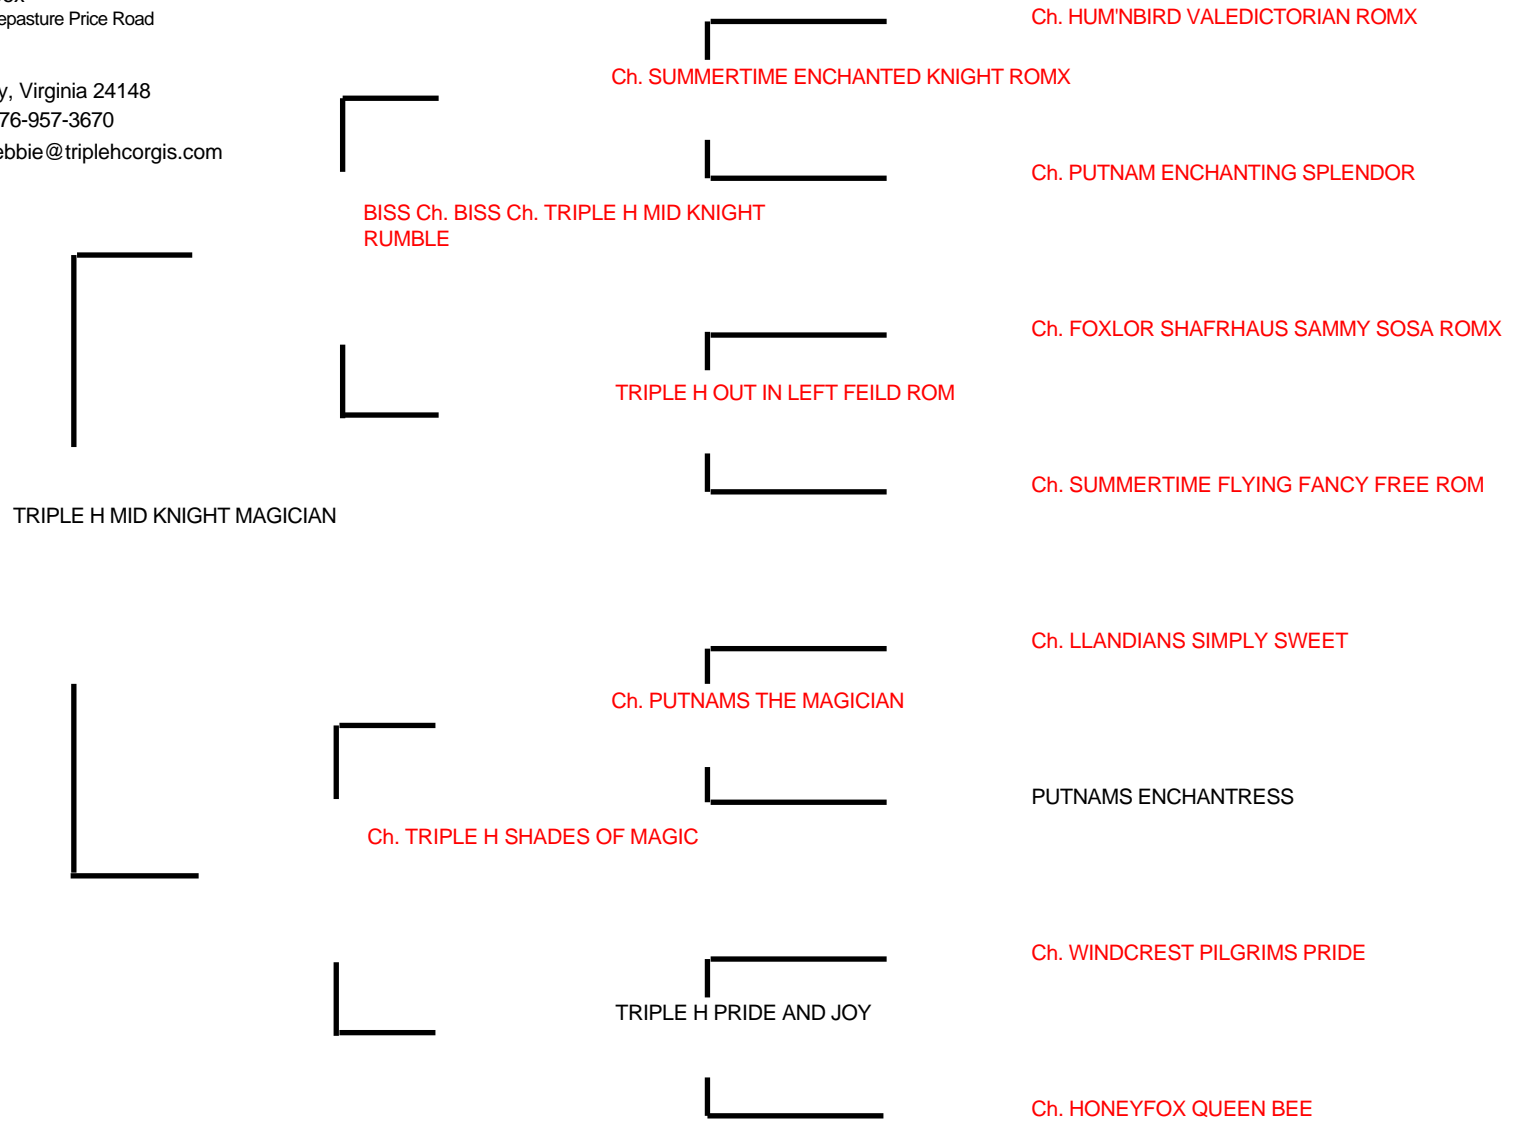 epasture Price Road
y, Virginia 24148
76-957-3670
ebbie@triplehcorgis.com
Ch. HUM'NBIRD VALEDICTORIAN ROMX
Ch. SUMMERTIME ENCHANTED KNIGHT ROMX
Ch. PUTNAM ENCHANTING SPLENDOR
BISS Ch. BISS Ch. TRIPLE H MID KNIGHT
RUMBLE
Ch. FOXLOR SHAFRHAUS SAMMY SOSA ROMX
TRIPLE H OUT IN LEFT FEILD ROM
Ch. SUMMERTIME FLYING FANCY FREE ROM
TRIPLE H MID KNIGHT MAGICIAN
Ch. LLANDIANS SIMPLY SWEET
Ch. PUTNAMS THE MAGICIAN
PUTNAMS ENCHANTRESS
Ch. TRIPLE H SHADES OF MAGIC
Ch. WINDCREST PILGRIMS PRIDE
TRIPLE H PRIDE AND JOY
Ch. HONEYFOX QUEEN BEE